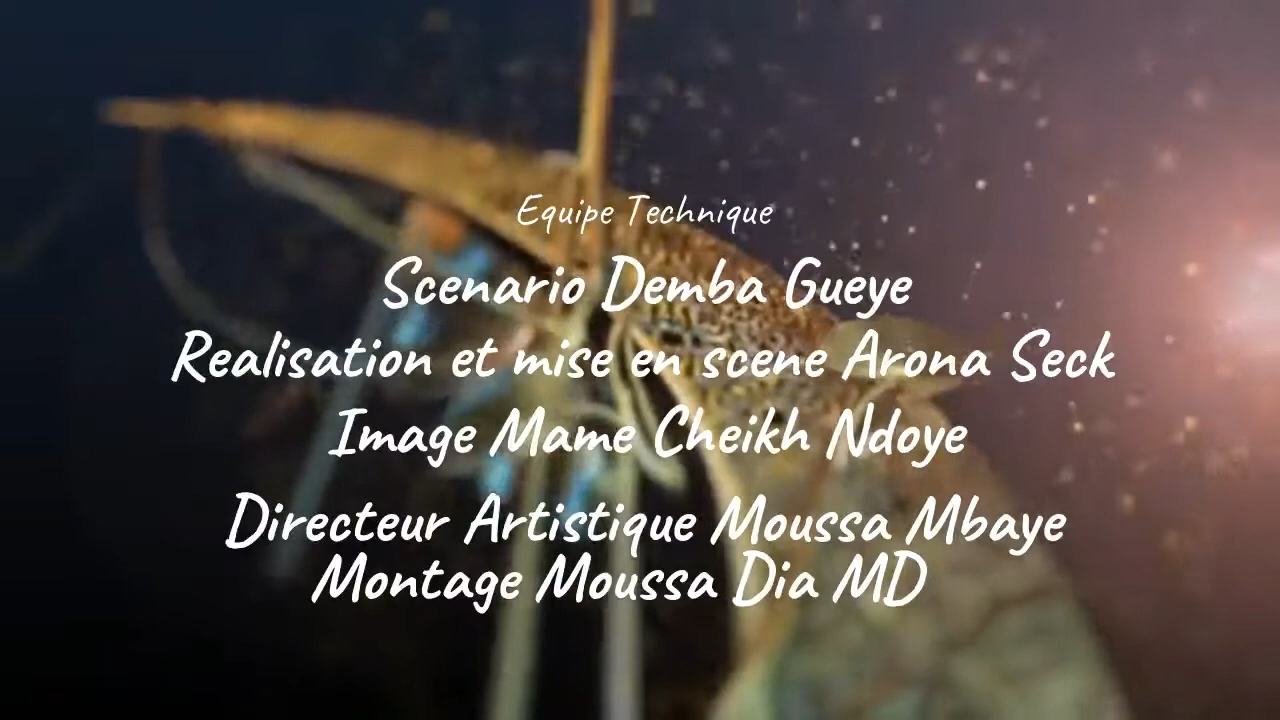 Equipe Technique
Scenario Demba Gueye
Realisation et mise en scene Arona Seck
Image Mame Cheikh Ndoye
Directeur Artistique Moussa Mbaye
Montage Moussa Dia MD